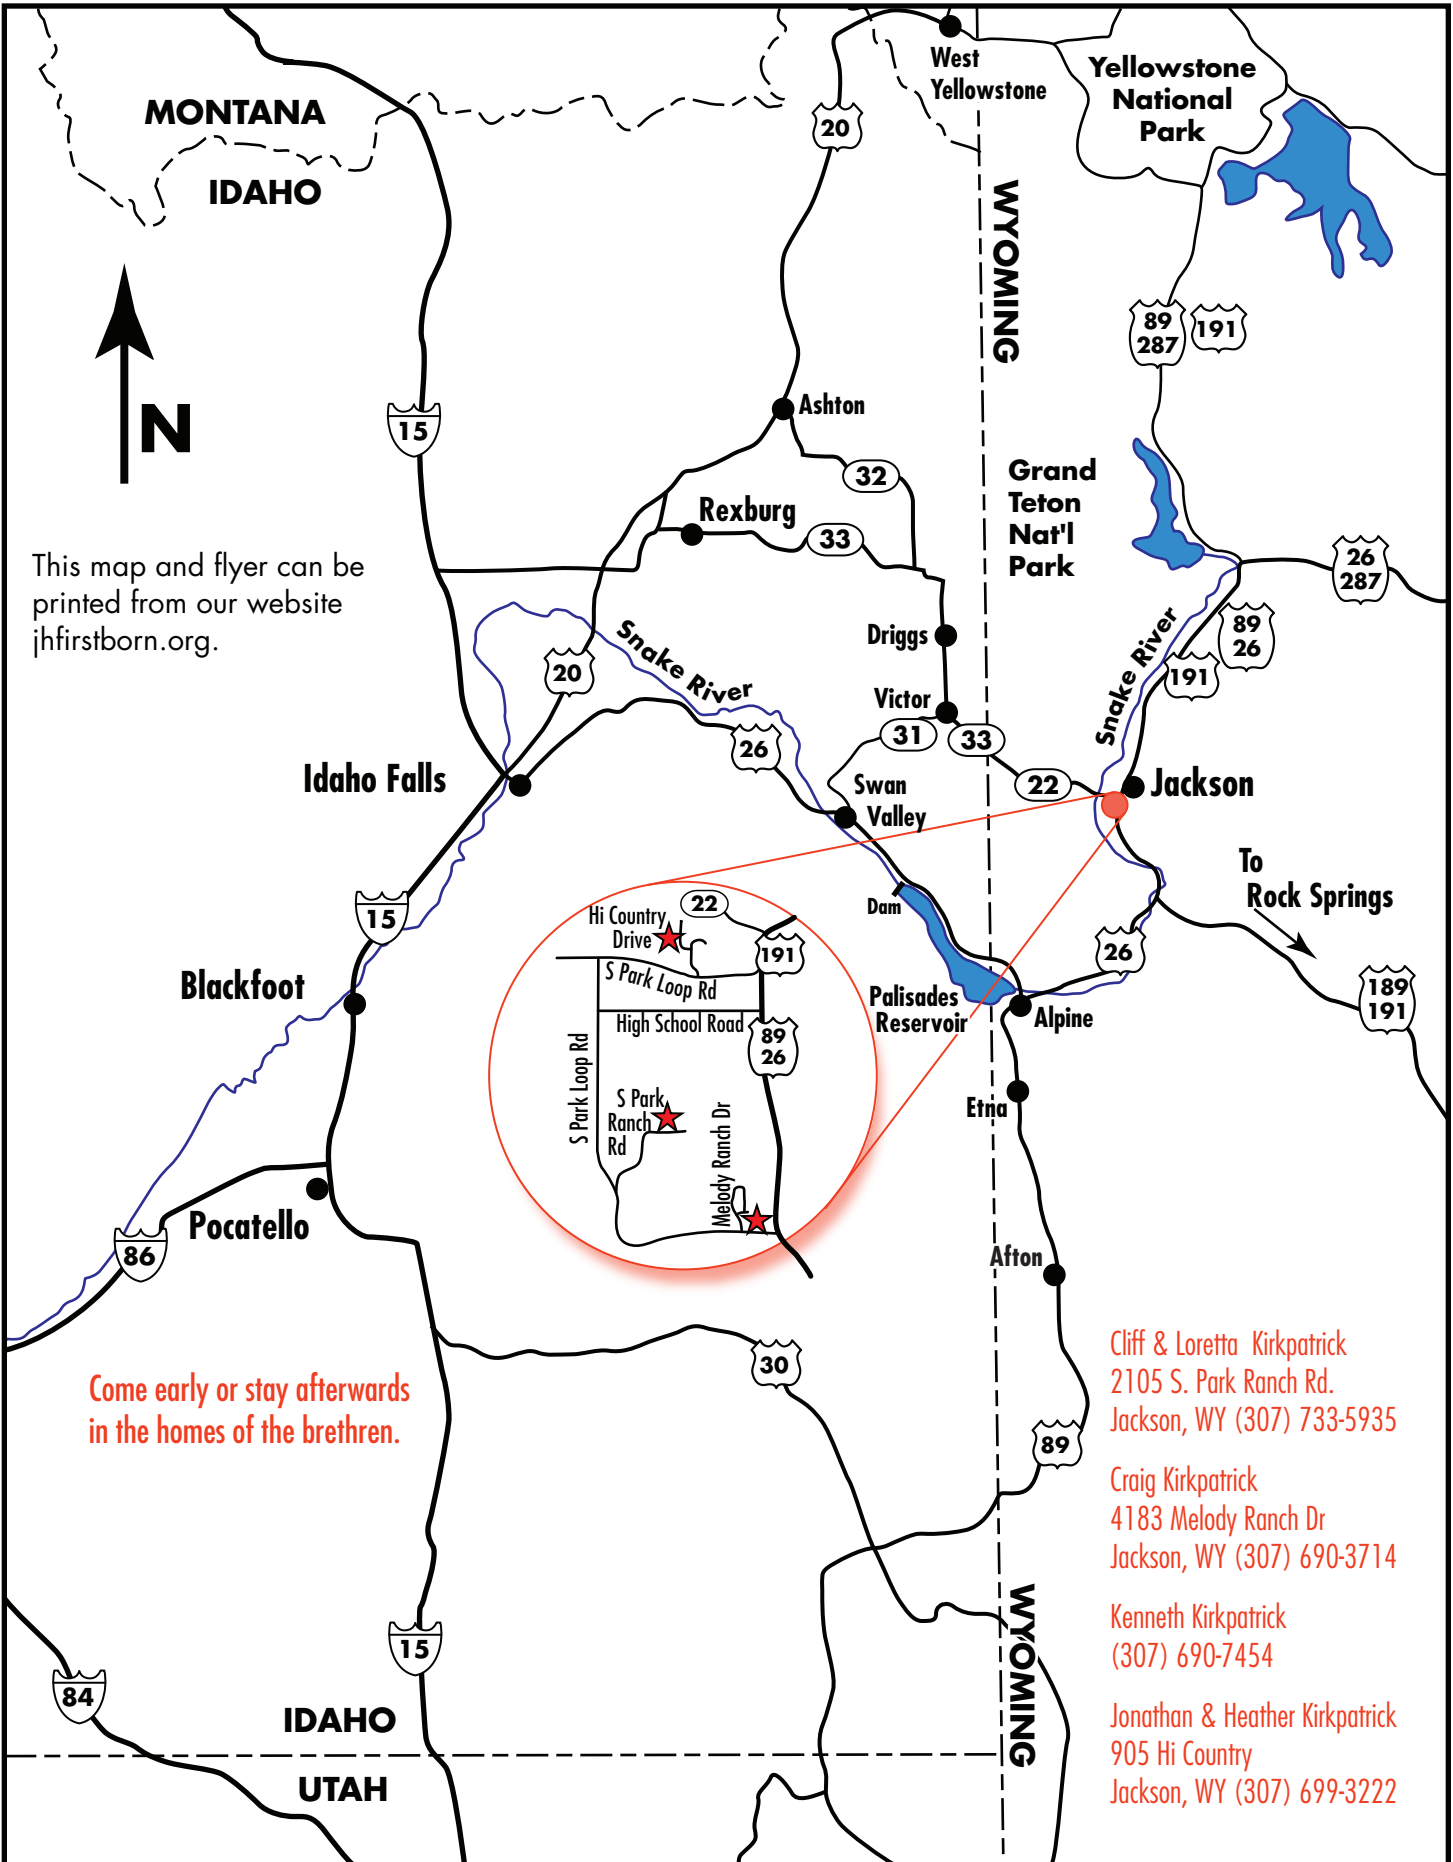 West
Yellowstone
Yellowstone
National
Park
MONTANA
IDAHO
20
WYOMING
89
287
191
N
15
Ashton
32
Grand
Teton
Nat'l
Park
Rexburg
33
26
287
This map and flyer can be
printed from our website
jhfirstborn.org.
Snake River
Driggs
Snake River
89
26
191
20
Victor
31
33
26
22
Jackson
Idaho Falls
Swan
Valley
To
Rock Springs
15
Dam
26
Blackfoot
Palisades
Reservoir
Alpine
189
191
Hi Country
Drive
22
191
S Park Loop Rd
High School Road
89
26
S Park Loop Rd
S Park
Ranch
Rd
Melody Ranch Dr
Etna
Pocatello
86
Afton
30
89
Come early or stay afterwards
in the homes of the brethren.
Cliff & Loretta Kirkpatrick
2105 S. Park Ranch Rd.
Jackson, WY (307) 733-5935
Craig Kirkpatrick
4183 Melody Ranch Dr
Jackson, WY (307) 690-3714
Kenneth Kirkpatrick
(307) 690-7454
Jonathan & Heather Kirkpatrick
905 Hi Country
Jackson, WY (307) 699-3222
WYOMING
15
84
IDAHO
UTAH